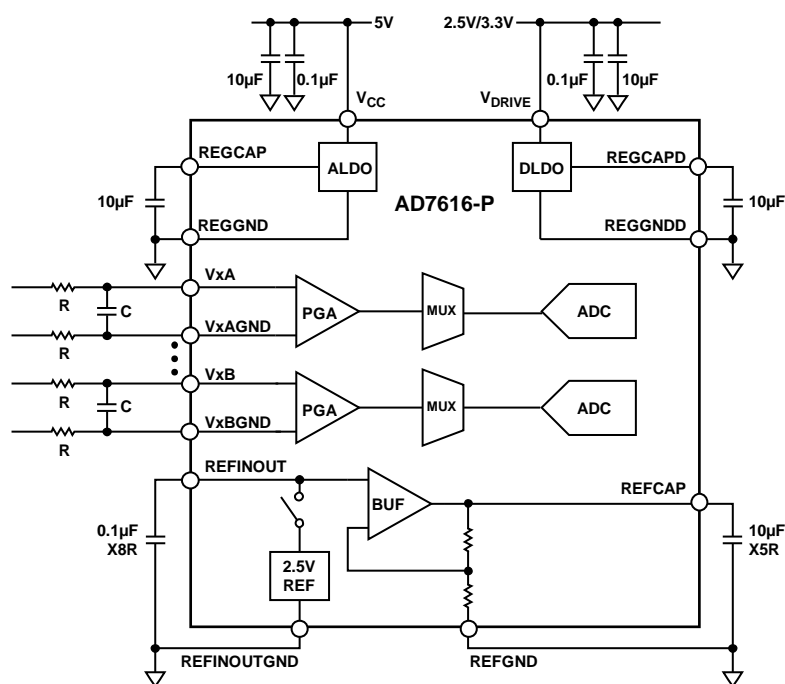 5V
2.5V/3.3V
10µF
0.1µF
0.1µF
10µF
VCC
VDRIVE
REGCAP
ALDO
DLDO
REGCAPD
10µF
AD7616-P
10µF
REGGND
REGGNDD
VxA
R
C
PGA
MUX
ADC
VxAGND
R
VxB
R
C
PGA
MUX
ADC
VxBGND
R
REFINOUT
BUF
REFCAP
0.1µF
X8R
10µF
X5R
2.5V
REF
REFINOUTGND
REFGND